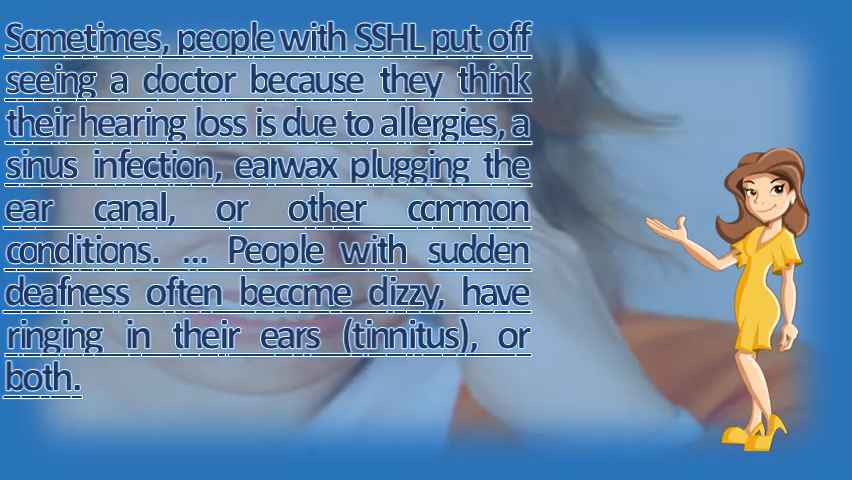 Sometimes, people with SSHL put off
seeing a doctor because they think
their hearing loss is due to allergies, a
sinus infection, earwax plugging the
ear canal, or other common
conditions. ... People with sudden
deafness often become dizzy, have
ringing in their ears (tinnitus), or
both.